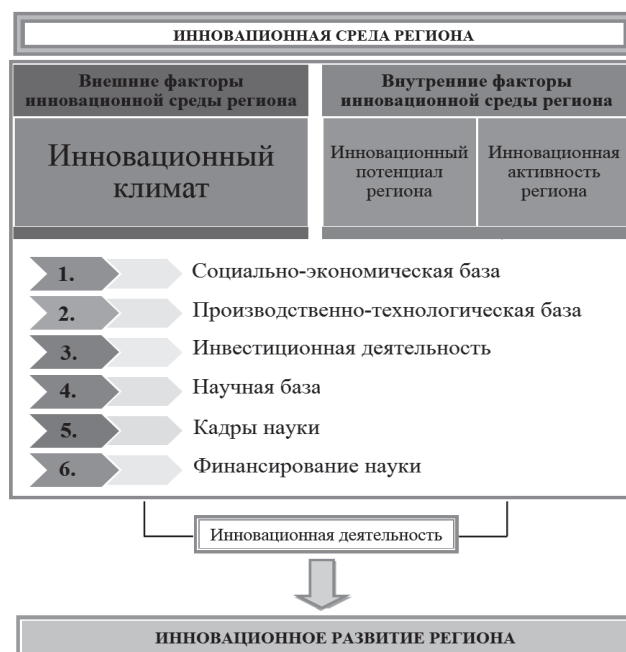 ИННОВАЦИОННАЯ СРЕДА РЕГИОНА
Внешние факторы
инновационной среды региона
Внутренние факторы
инновационной среды региона
Инновационный
климат
Инновационный
потенциал
региона
Инновационная
активность
региона
1. Социально-экономическая база
2. Производственно-технологическая база
3. Инвестиционная деятельность
4. Научная база
5. Кадры науки
6. Финансирование науки
Инновационная деятельность
ИННОВАЦИОННОЕ РАЗВИТИЕ РЕГИОНА